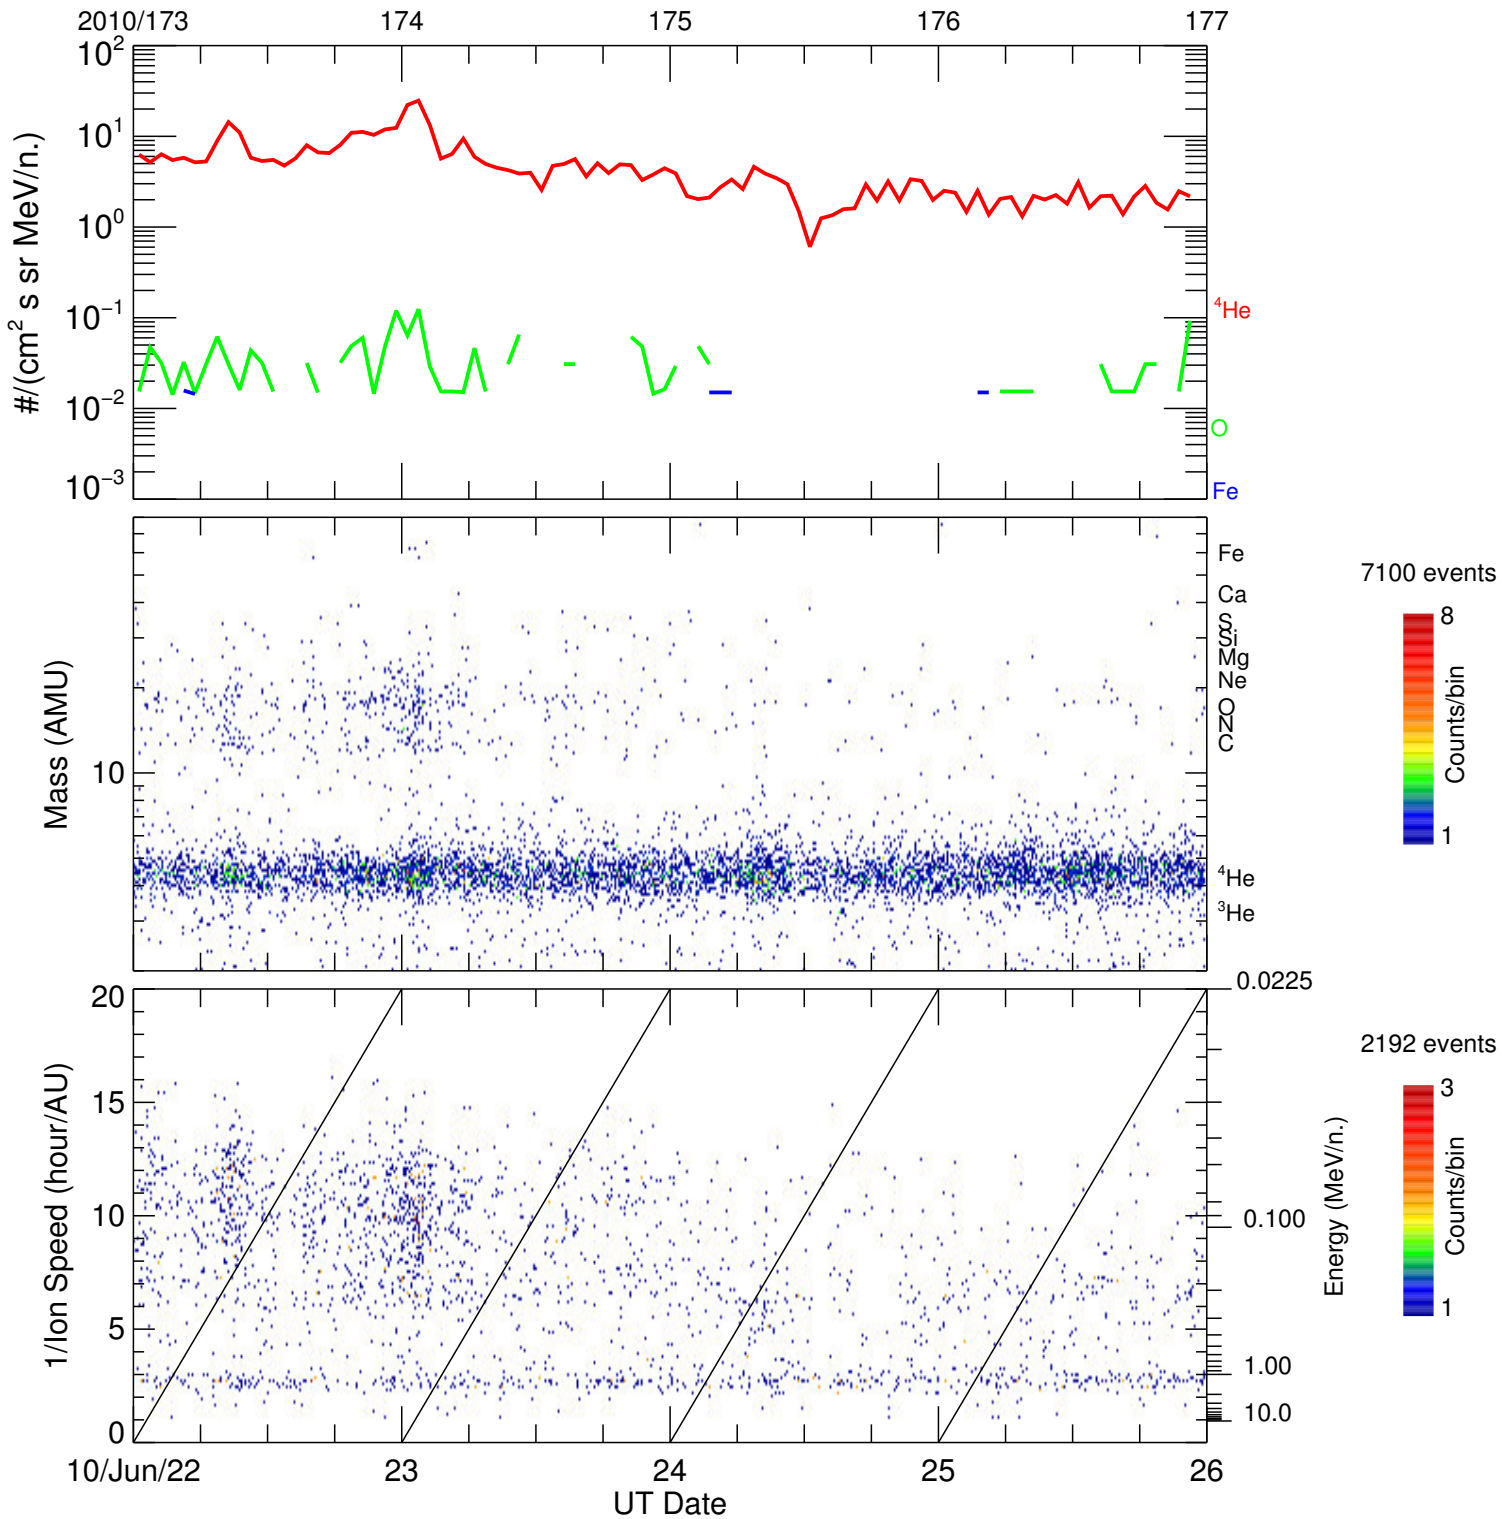 2010/173 174 175 176 177
10²
10¹
10⁰
10⁻¹
10⁻²
10⁻³
#/(cm² s sr MeV/n.)
⁴He
O
Fe
Mass (AMU)
10
Fe
Ca
S
Si
Mg
Ne
O
N
C
⁴He
³He
7100 events
8
Counts/bin
1
1/Ion Speed (hour/AU)
20
15
10
5
0
0.0225
0.100
1.00
10.0
Energy (MeV/n.)
2192 events
3
Counts/bin
1
10/Jun/22 23 24 25 26
UT Date